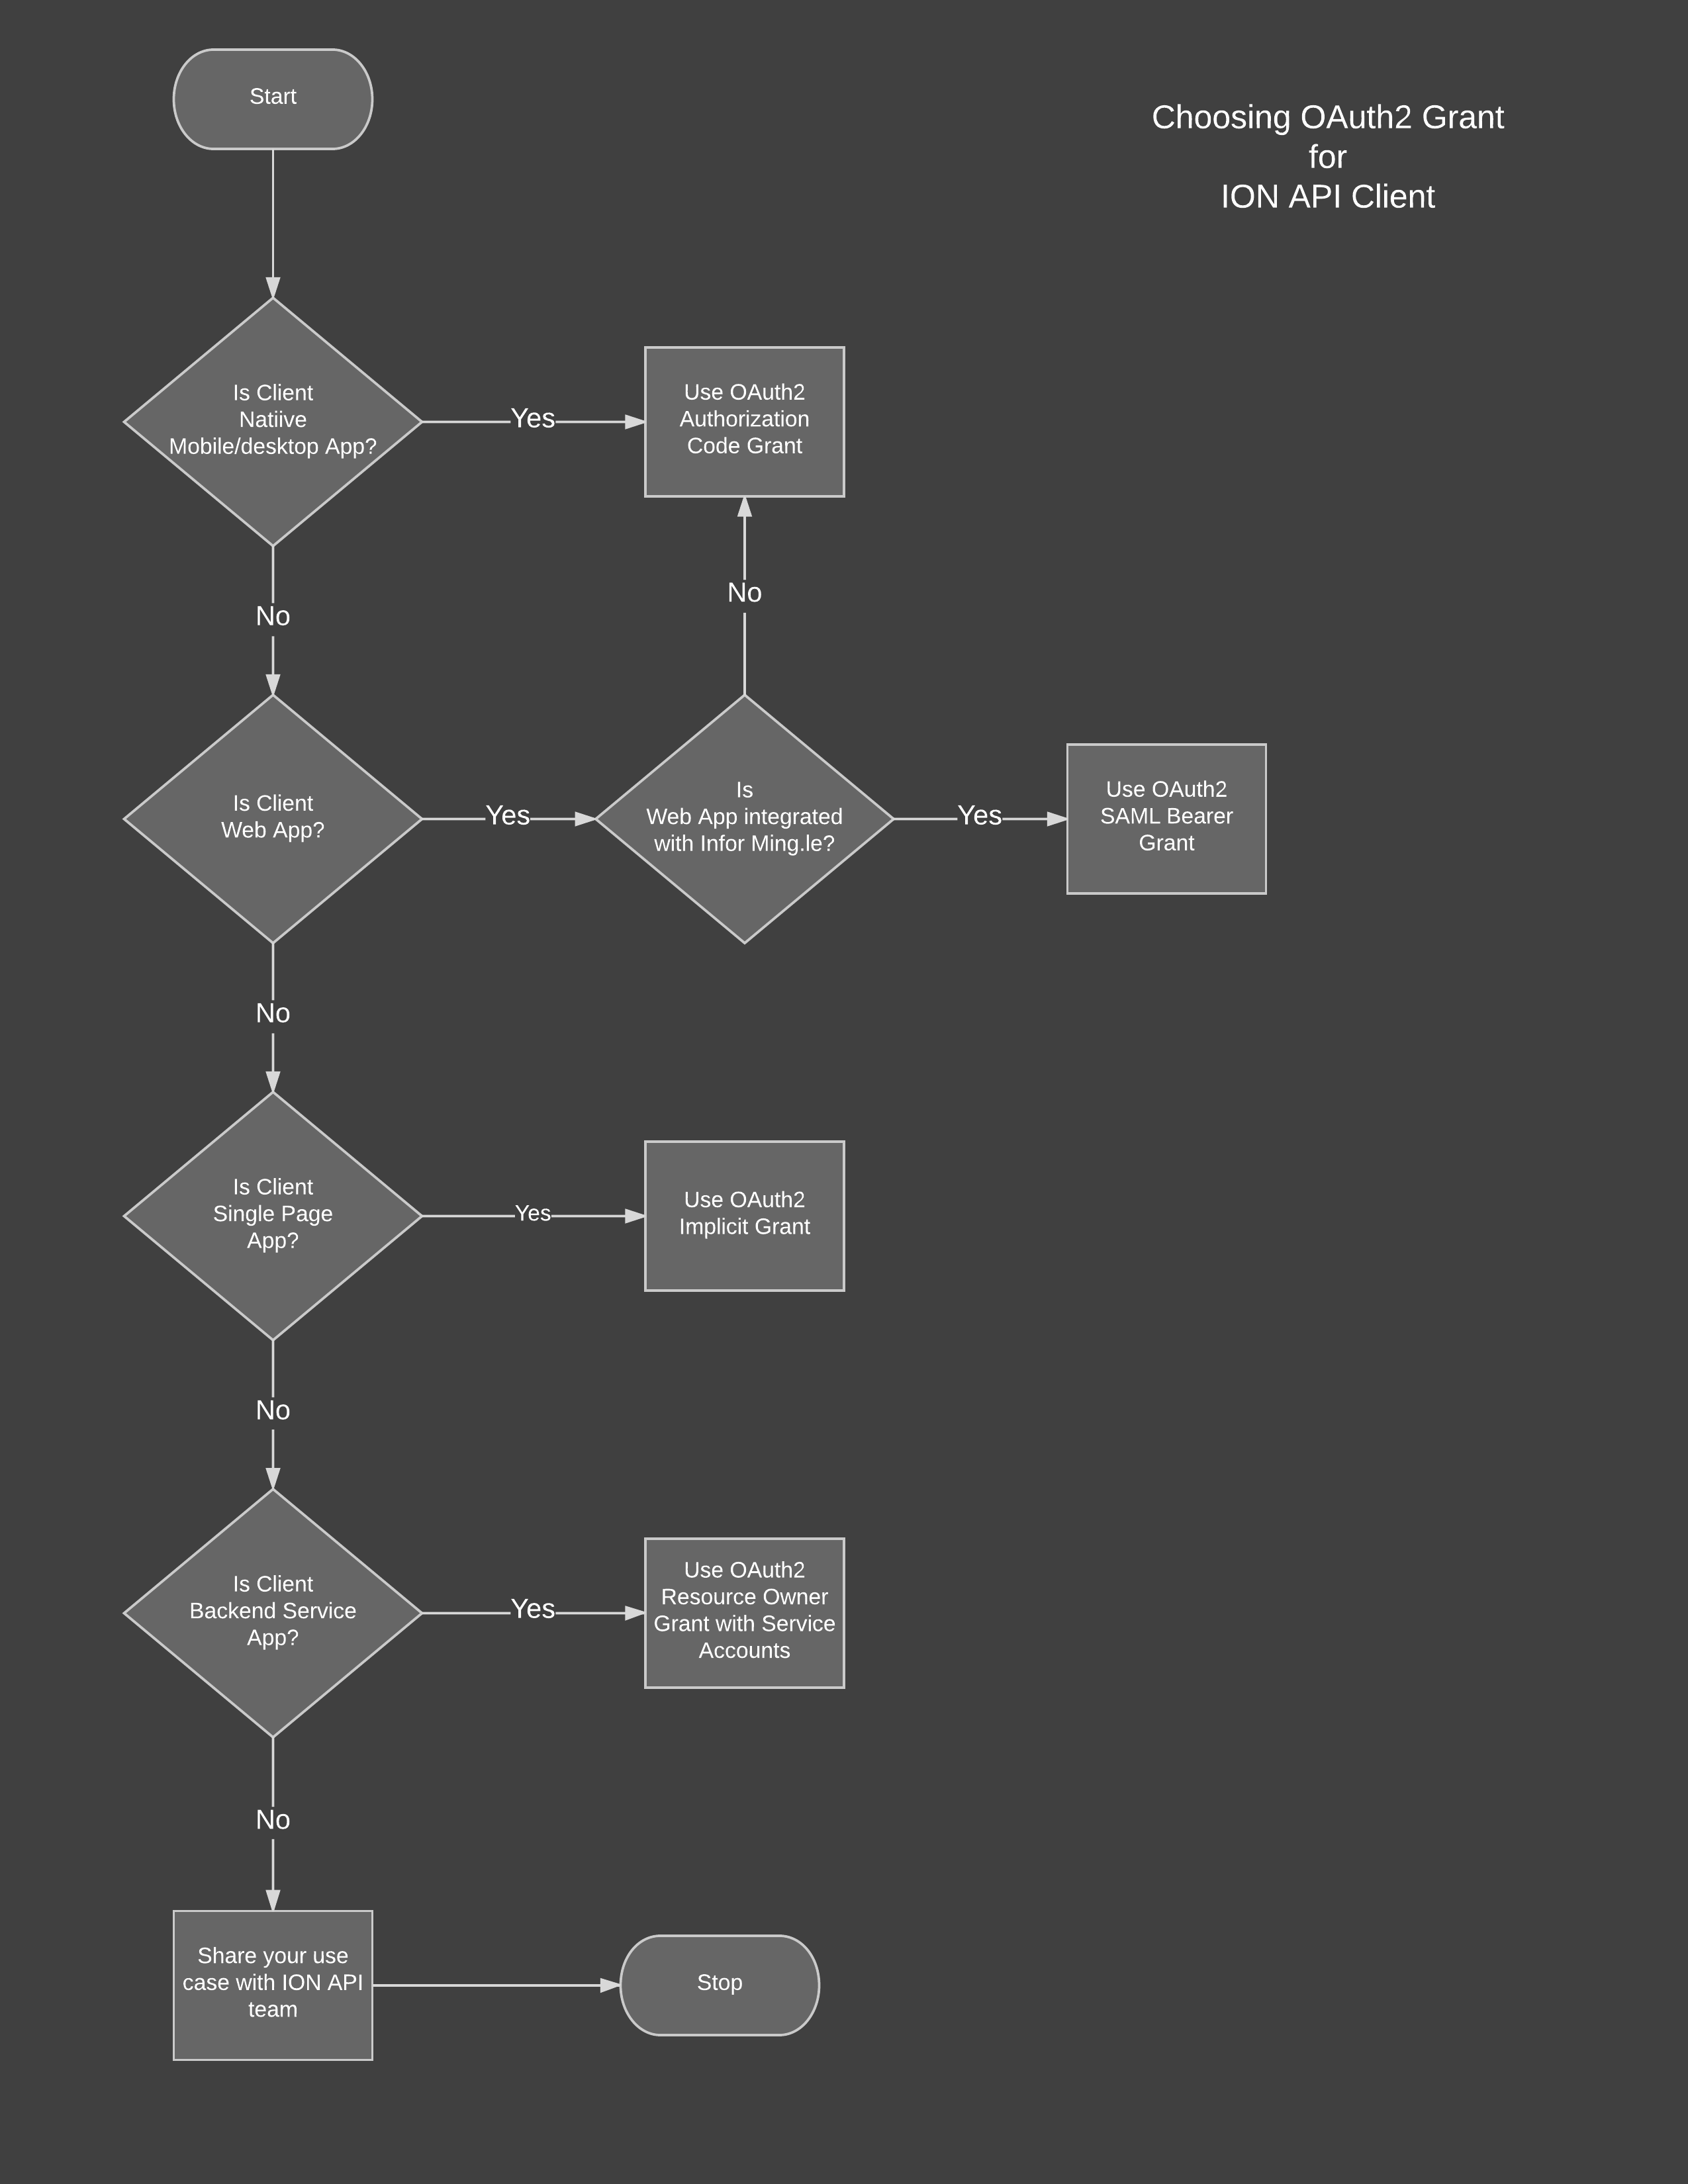 Start
Choosing OAuth2 Grant
for
ION API Client
Is Client
Natiive
Mobile/desktop App?
Yes
Use OAuth2
Authorization
Code Grant
No
No
Is Client
Web App?
Yes
Is
Web App integrated
with Infor Ming.le?
Yes
Use OAuth2
SAML Bearer
Grant
No
Is Client
Single Page
App?
Yes
Use OAuth2
Implicit Grant
No
Is Client
Backend Service
App?
Yes
Use OAuth2
Resource Owner
Grant with Service
Accounts
No
Share your use
case with ION API
team
Stop